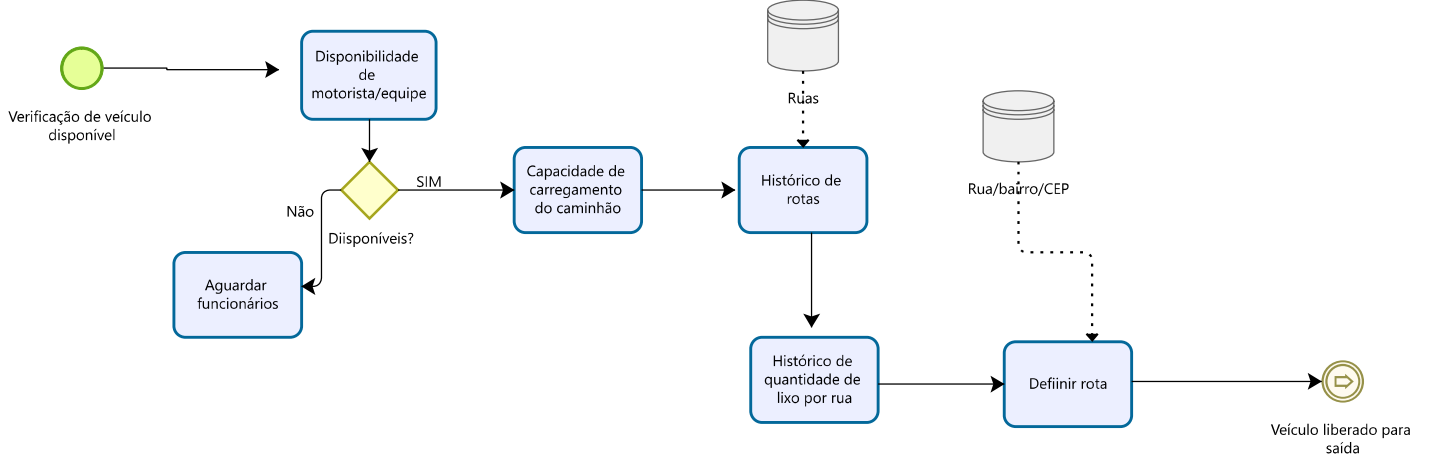 Verificação de veículo
disponível
Disponibilidade
de
motorista/equipe
Diisponíveis?
Não
SIM
Aguardar
funcionários
Capacidade de
carregamento
do caminhão
Ruas
Histórico de
rotas
Histórico de
quantidade de
lixo por rua
Rua/bairro/CEP
Defiinir rota
Veículo liberado para
saída